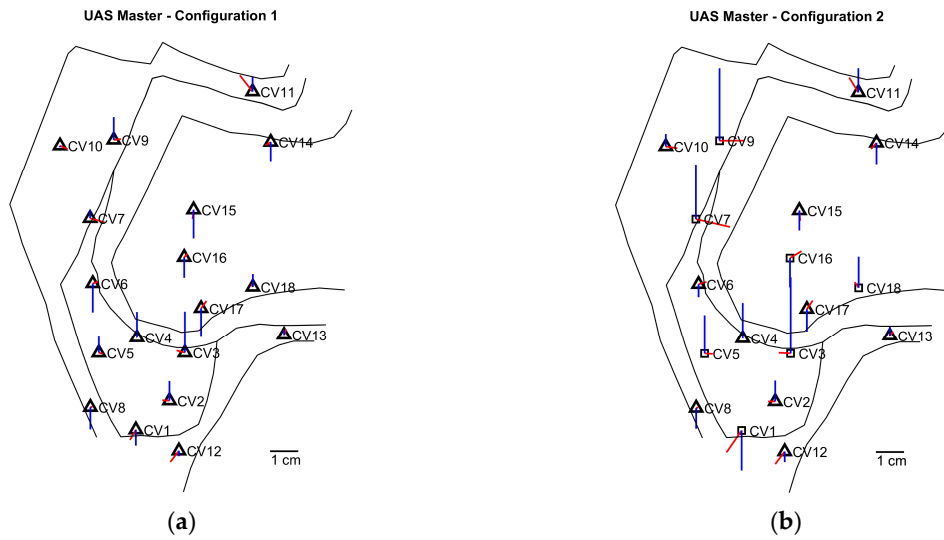 UAS Master - Configuration 1
CV11
CV9
CV10
CV14
CV7
CV15
CV16
CV6
CV18
CV17
CV4
CV13
CV5
CV3
CV2
CV8
CV1
CV12
1 cm
(a)
UAS Master - Configuration 2
CV11
CV9
CV10
CV14
CV7
CV15
CV16
CV6
CV18
CV17
CV4
CV13
CV5
CV3
CV2
CV8
CV1
CV12
1 cm
(b)